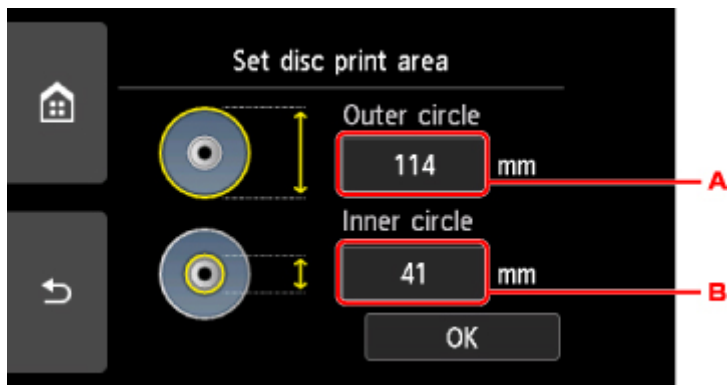 Set disc print area
Outer circle
114 mm
A
Inner circle
41 mm
B
OK